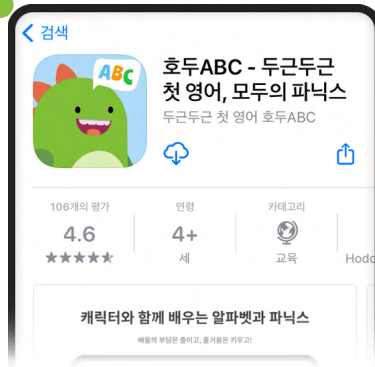 검색
ABC
호두ABC - 두근두근
첫 영어, 모두의 파닉스
두근두근 첫 영어 호두ABC
106개의 평가
연령
카테고리
4.6
4+
★★★★★
세
교육
Hodo
캐릭터와 함께 배우는 알파벳과 파닉스
배움의 부담은 줄이고, 즐거움은 키우고!